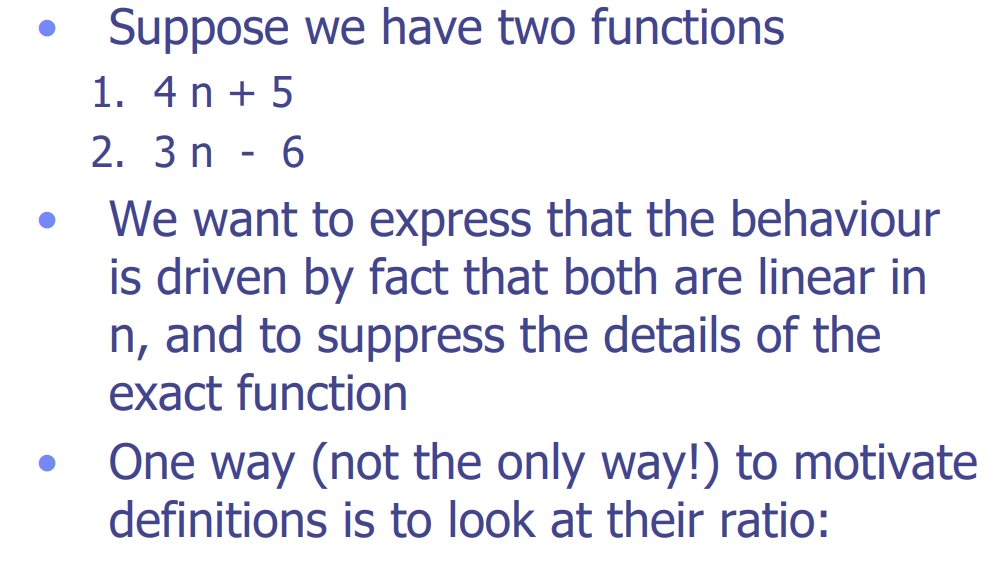 • Suppose we have two functions
1. 4 n + 5
2. 3 n - 6
• We want to express that the behaviour
is driven by fact that both are linear in
n, and to suppress the details of the
exact function
• One way (not the only way!) to motivate
definitions is to look at their ratio: